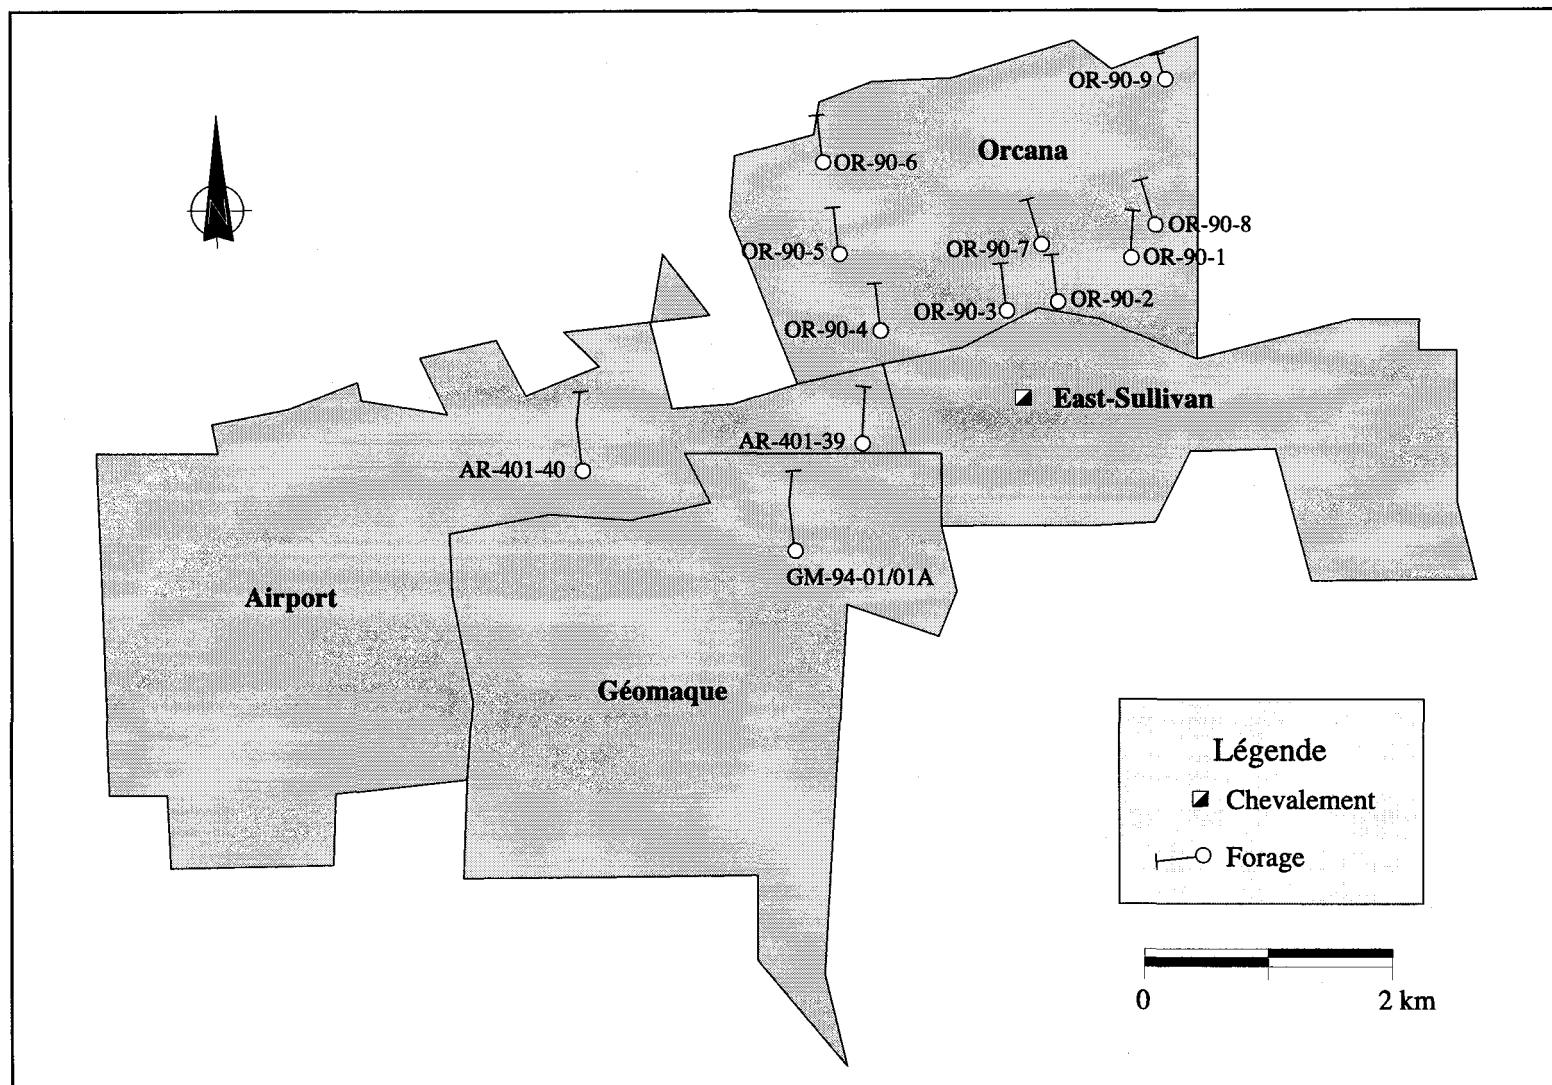 OR-90-9
Orcana
OR-90-6
OR-90-8
OR-90-7
OR-90-5
OR-90-1
OR-90-2
OR-90-3
OR-90-4
East-Sullivan
AR-401-39
AR-401-40
GM-94-01/01A
Airport
Géomaque
Légende
Chevalement
Forage
0
2 km
N